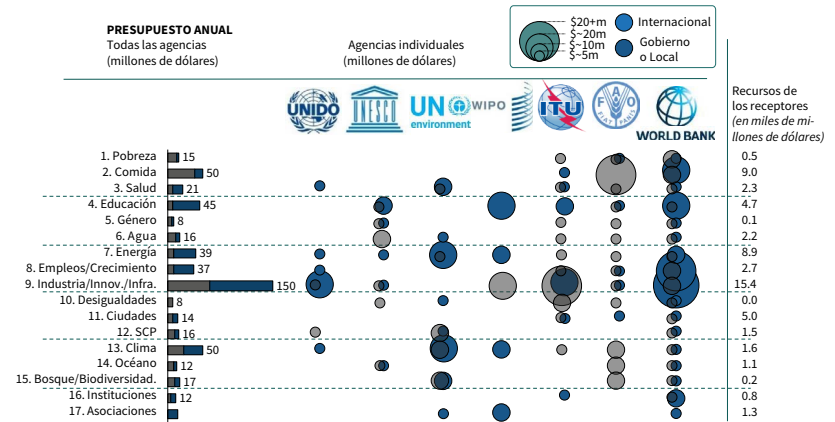 PRESUPUESTO ANUAL
Todas las agencias
(millones de dólares)
Agencias individuales
(millones de dólares)
$20+m
$~20m
$~10m
$~5m
Internacional
Gobierno
o Local
Recursos de
los receptores
(en miles de mi-
llones de dólares)
UNIDO
UNESCO
UN
environment
WIPO
ITU
FAO
FIAT PANIS
WORLD BANK
1. Pobreza 15 0.5
2. Comida 50 9.0
3. Salud 21 2.3
4. Educación 45 4.7
5. Género 8 0.1
6. Agua 16 2.2
7. Energía 39 8.9
8. Empleos/Crecimiento 37 2.7
9. Industria/Innov./Infra. 150 15.4
10. Desigualdades 8 0.0
11. Ciudades 14 5.0
12. SCP 16 1.5
13. Clima 50 1.6
14. Océano 12 1.1
15. Bosque/Biodiversidad. 17 0.2
16. Instituciones 12 0.8
17. Asociaciones 1.3